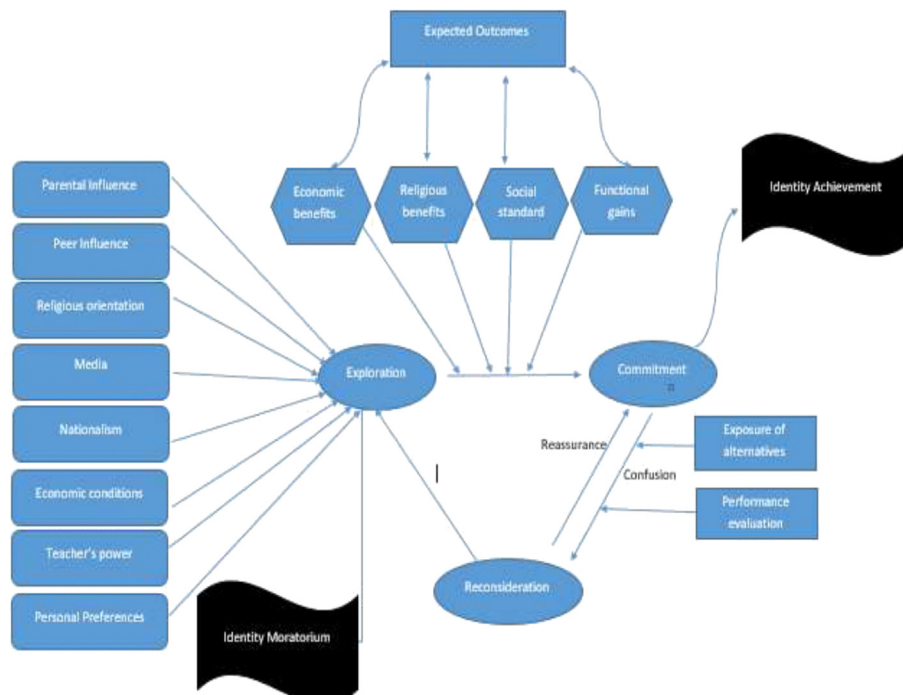 Expected Outcomes
Economic
benefits
Religious
benefits
Social
standard
Functional
gains
Identity Achievement
Parental Influence
Peer Influence
Religious orientation
Media
Nationalism
Economic conditions
Teacher's power
Personal Preferences
Exploration
Commitment
Reassurance
Confusion
Exposure of
alternatives
Performance
evaluation
Reconsideration
Identity Moratorium